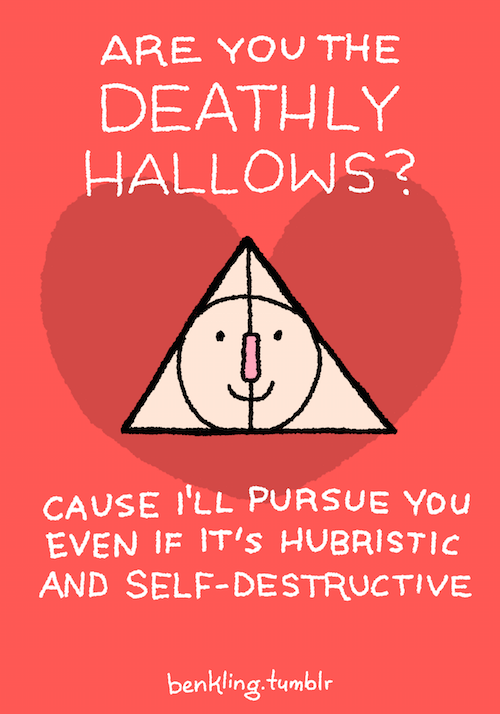 ARE YOU THE
DEATHLY
HALLOWS?
CAUSE I'LL PURSUE YOU
EVEN IF IT'S HUBRISTIC
AND SELF-DESTRUCTIVE
benkling.tumblr